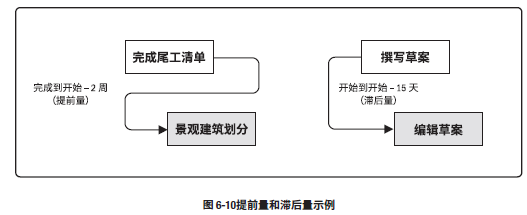 完成尾工清单
撰写草案
完成到开始 – 2 周
(提前量)
开始到开始 – 15 天
(滞后量)
景观建筑划分
编辑草案
图 6-10提前量和滞后量示例